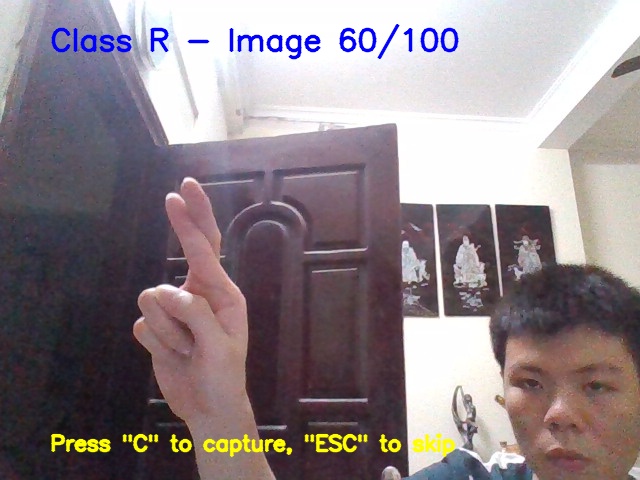 Class R - Image 60/100
Press "C" to capture, "ESC" to skip